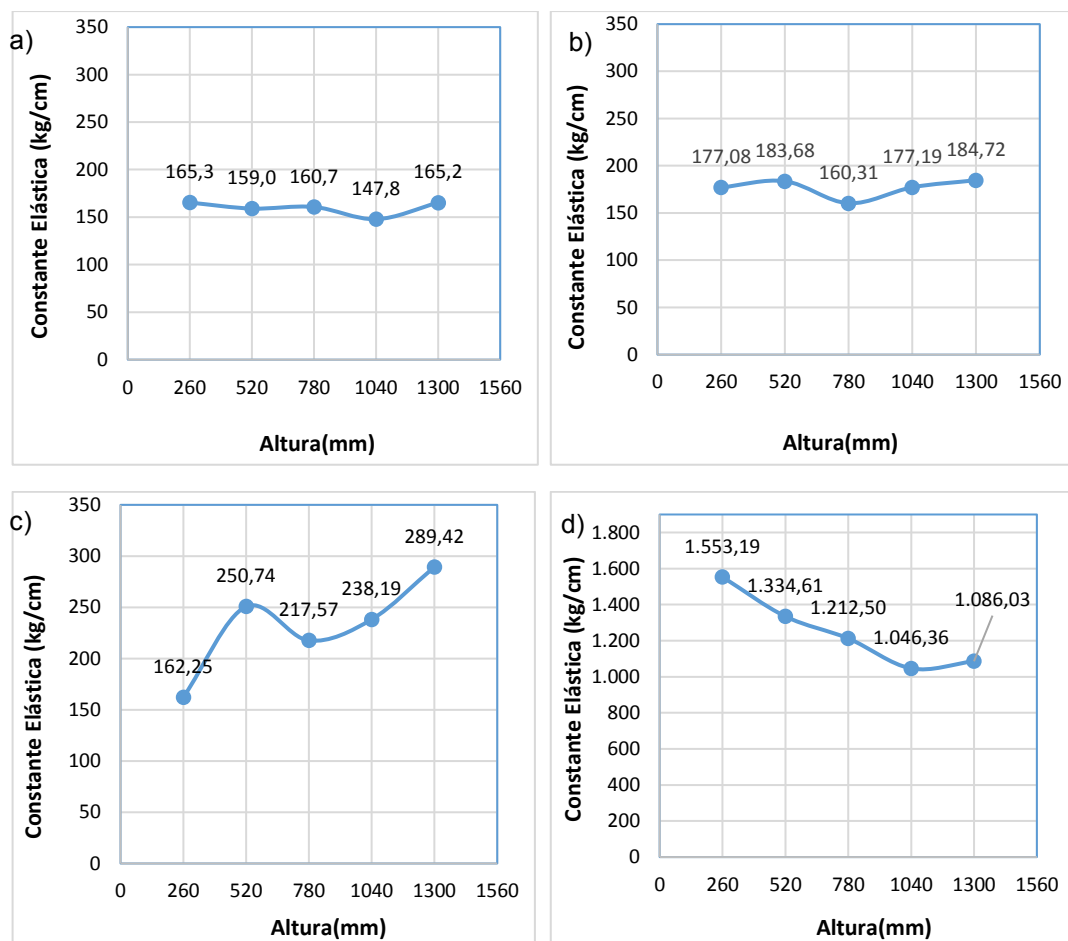 a)
Constante Elástica (kg/cm)
350
300
250
200
150
100
50
0
165,3 159,0 160,7 147,8 165,2
0 260 520 780 1040 1300 1560
Altura(mm)
b)
Constante Elástica (kg/cm)
350
300
250
200
150
100
50
0
177,08 183,68 160,31 177,19 184,72
0 260 520 780 1040 1300 1560
Altura(mm)
c)
Constante Elástica (kg/cm)
350
300
250
200
150
100
50
0
162,25 250,74 217,57 238,19 289,42
0 260 520 780 1040 1300 1560
Altura(mm)
d)
Constante Elástica (kg/cm)
1.800
1.600
1.400
1.200
1.000
800
600
400
200
0
1.553,19 1.334,61 1.212,50 1.046,36 1.086,03
0 260 520 780 1040 1300 1560
Altura(mm)